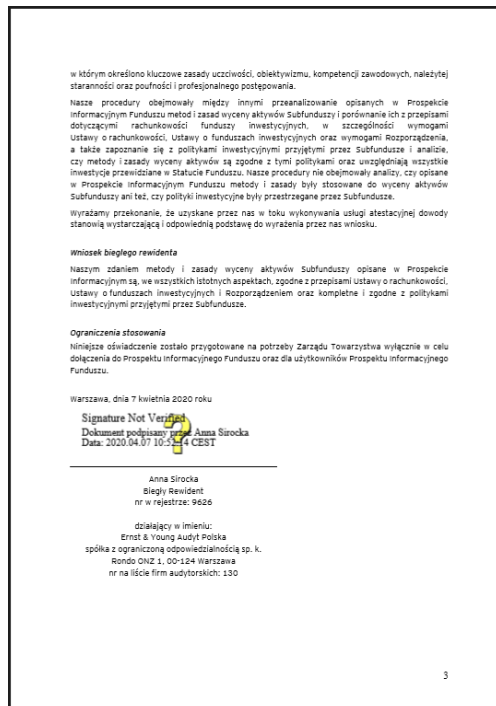 w którym określono kluczowe zasady uczciwości, obiektywizmu, kompetencji zawodowych, należytej
staranności oraz poufności i profesjonalnego postępowania.
Nasze procedury obejmowały między innymi przeanalizowanie opisanych w Prospekcie
Informacyjnym Funduszu metod i zasad wyceny aktywów Subfunduszy i porównanie ich z przepisami
dotyczącymi rachunkowości funduszy inwestycyjnych, w szczególności wymogami
Ustawy o rachunkowości, Ustawy o funduszach inwestycyjnych oraz wymogami Rozporządzenia,
a także zapoznanie się z politykami inwestycyjnymi przyjętymi przez Subfundusze i analizie,
czy metody i zasady wyceny aktywów są zgodne z tymi politykami oraz uwzględniają wszystkie
inwestycje przewidziane w Statucie Funduszu. Nasze procedury nie obejmowały analizy, czy opisane
w Prospekcie Informacyjnym Funduszu metody i zasady były stosowane do wyceny aktywów
Subfunduszy ani też, czy polityki inwestycyjne były przestrzegane przez Subfundusze.
Wyrażamy przekonanie, że uzyskane przez nas w toku wykonywania usługi atestacyjnej dowody
stanowią wystarczającą i odpowiednią podstawę do wyrażenia przez nas wniosku.
Wniosek biegłego rewidenta
Naszym zdaniem metody i zasady wyceny aktywów Subfunduszy opisane w Prospekcie
Informacyjnym są, we wszystkich istotnych aspektach, zgodne z przepisami Ustawy o rachunkowości,
Ustawy o funduszach inwestycyjnych i Rozporządzeniem oraz kompletne i zgodne z politykami
inwestycyjnymi przyjętymi przez Subfundusze.
Ograniczenia stosowania
Niniejsze oświadczenie zostało przygotowane na potrzeby Zarządu Towarzystwa wyłącznie w celu
dołączenia do Prospektu Informacyjnego Funduszu oraz dla użytkowników Prospektu Informacyjnego
Funduszu.
Warszawa, dnia 7 kwietnia 2020 roku
Signature Not Verified
Dokument podpisany przez Anna Sirocka
Data: 2020.04.07 10:52:14 CEST
Anna Sirocka
Biegły Rewident
nr w rejestrze: 9626
działający w imieniu:
Ernst & Young Audyt Polska
spółka z ograniczoną odpowiedzialnością sp. k.
Rondo ONZ 1, 00-124 Warszawa
nr na liście firm audytorskich: 130
3